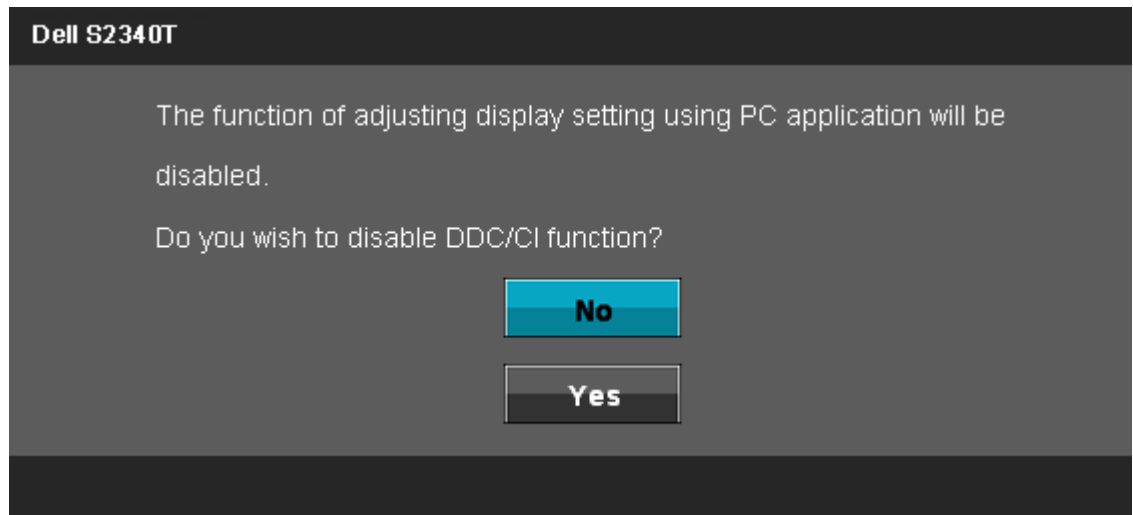 Dell S2340T
The function of adjusting display setting using PC application will be
disabled.
Do you wish to disable DDC/CI function?
No
Yes